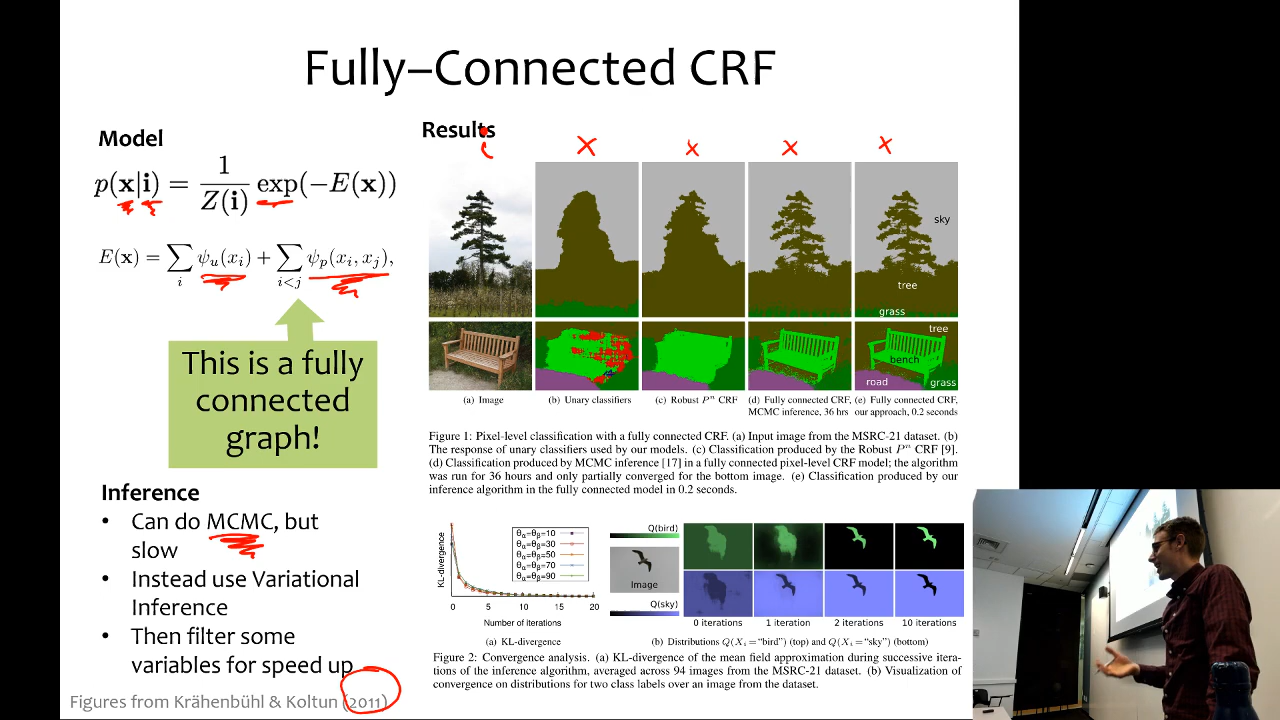 Fully–Connected CRF
Model
p(x|i) = 1/Z(i) exp(−E(x))
E(x) = ∑_i ψ_u(x_i) + ∑_{i<j} ψ_p(x_i, x_j),
This is a fully
connected
graph!
Inference
• Can do MCMC, but
slow
• Instead use Variational
Inference
• Then filter some
variables for speed up
Figures from Krähenbühl & Koltun (2011)
Results
sky
tree
grass
tree
bench
road
grass
(a) Image
(b) Unary classifiers
(c) Robust P^n CRF
(d) Fully connected CRF,
MCMC inference, 36 hrs
(e) Fully connected CRF,
our approach, 0.2 seconds
Figure 1: Pixel-level classification with a fully connected CRF. (a) Input image from the MSRC-21 dataset. (b)
The response of unary classifiers used by our models. (c) Classification produced by the Robust P^n CRF [9].
(d) Classification produced by MCMC inference [17] in a fully connected pixel-level CRF model; the algorithm
was run for 36 hours and only partially converged for the bottom image. (e) Classification produced by our
inference algorithm in the fully connected model in 0.2 seconds.
KL-divergence
θα=θβ=10
θα=θβ=30
θα=θβ=50
θα=θβ=70
θα=θβ=90
0 5 10 15 20
Number of iterations
(a) KL-divergence
Q(bird)
Image
Q(sky)
0 iterations
1 iteration
2 iterations
10 iterations
(b) Distributions Q(X_i = "bird") (top) and Q(X_i = "sky") (bottom)
Figure 2: Convergence analysis. (a) KL-divergence of the mean field approximation during successive itera-
tions of the inference algorithm, averaged across 94 images from the MSRC-21 dataset. (b) Visualization of
convergence on distributions for two class labels over an image from the dataset.